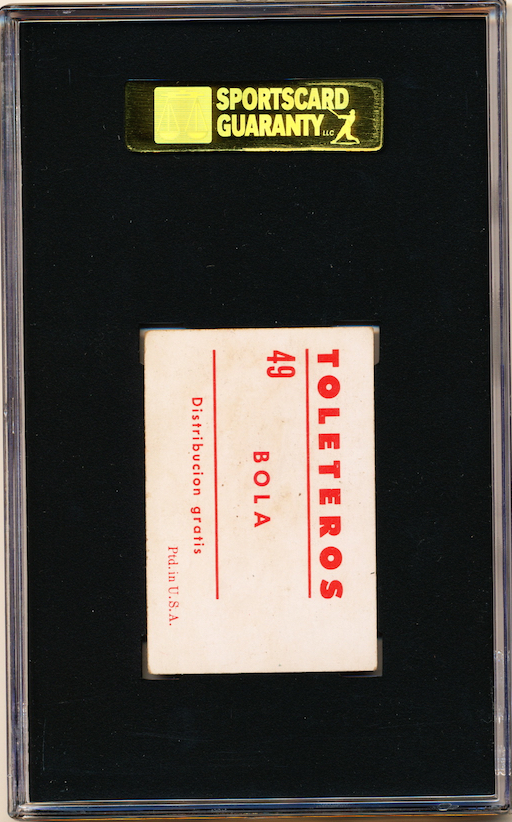 SPORTSCARD
GUARANTY LLC
TOLETEROS
49
BOLA
Distribucion gratis
Ptd. in U.S.A.